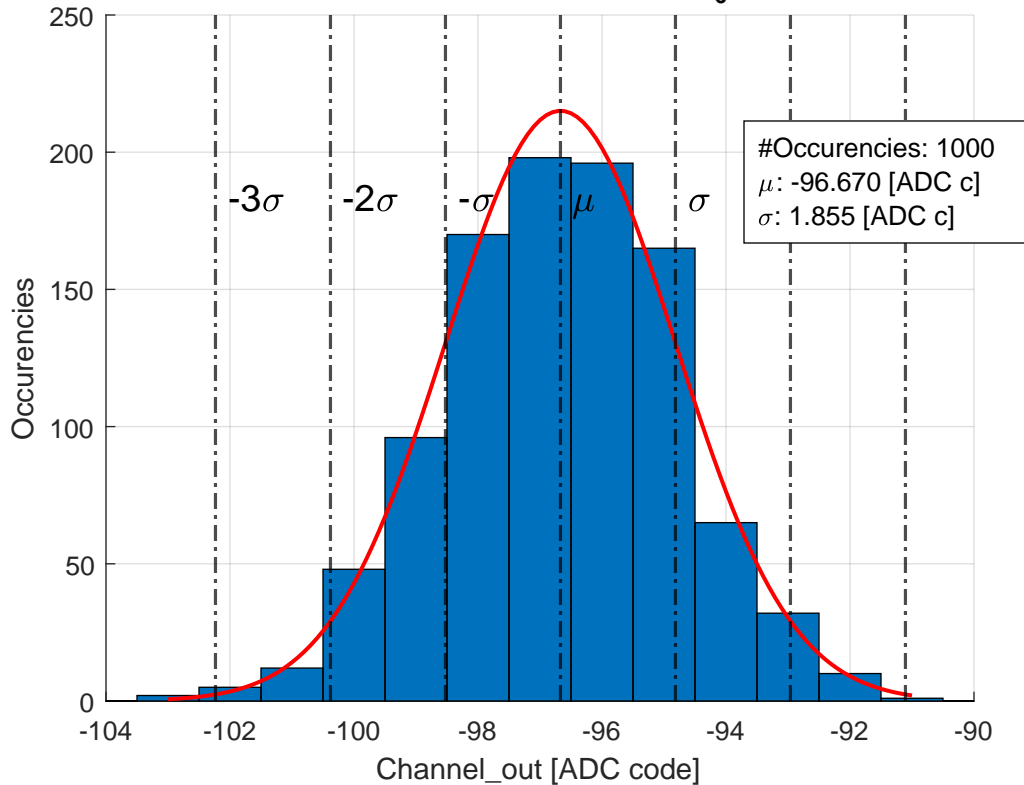 250
200
150
100
50
0
-3σ
-2σ
-σ
μ
σ
#Occurencies: 1000
μ: -96.670 [ADC c]
σ: 1.855 [ADC c]
Occurencies
-104
-102
-100
-98
-96
-94
-92
-90
Channel_out [ADC code]